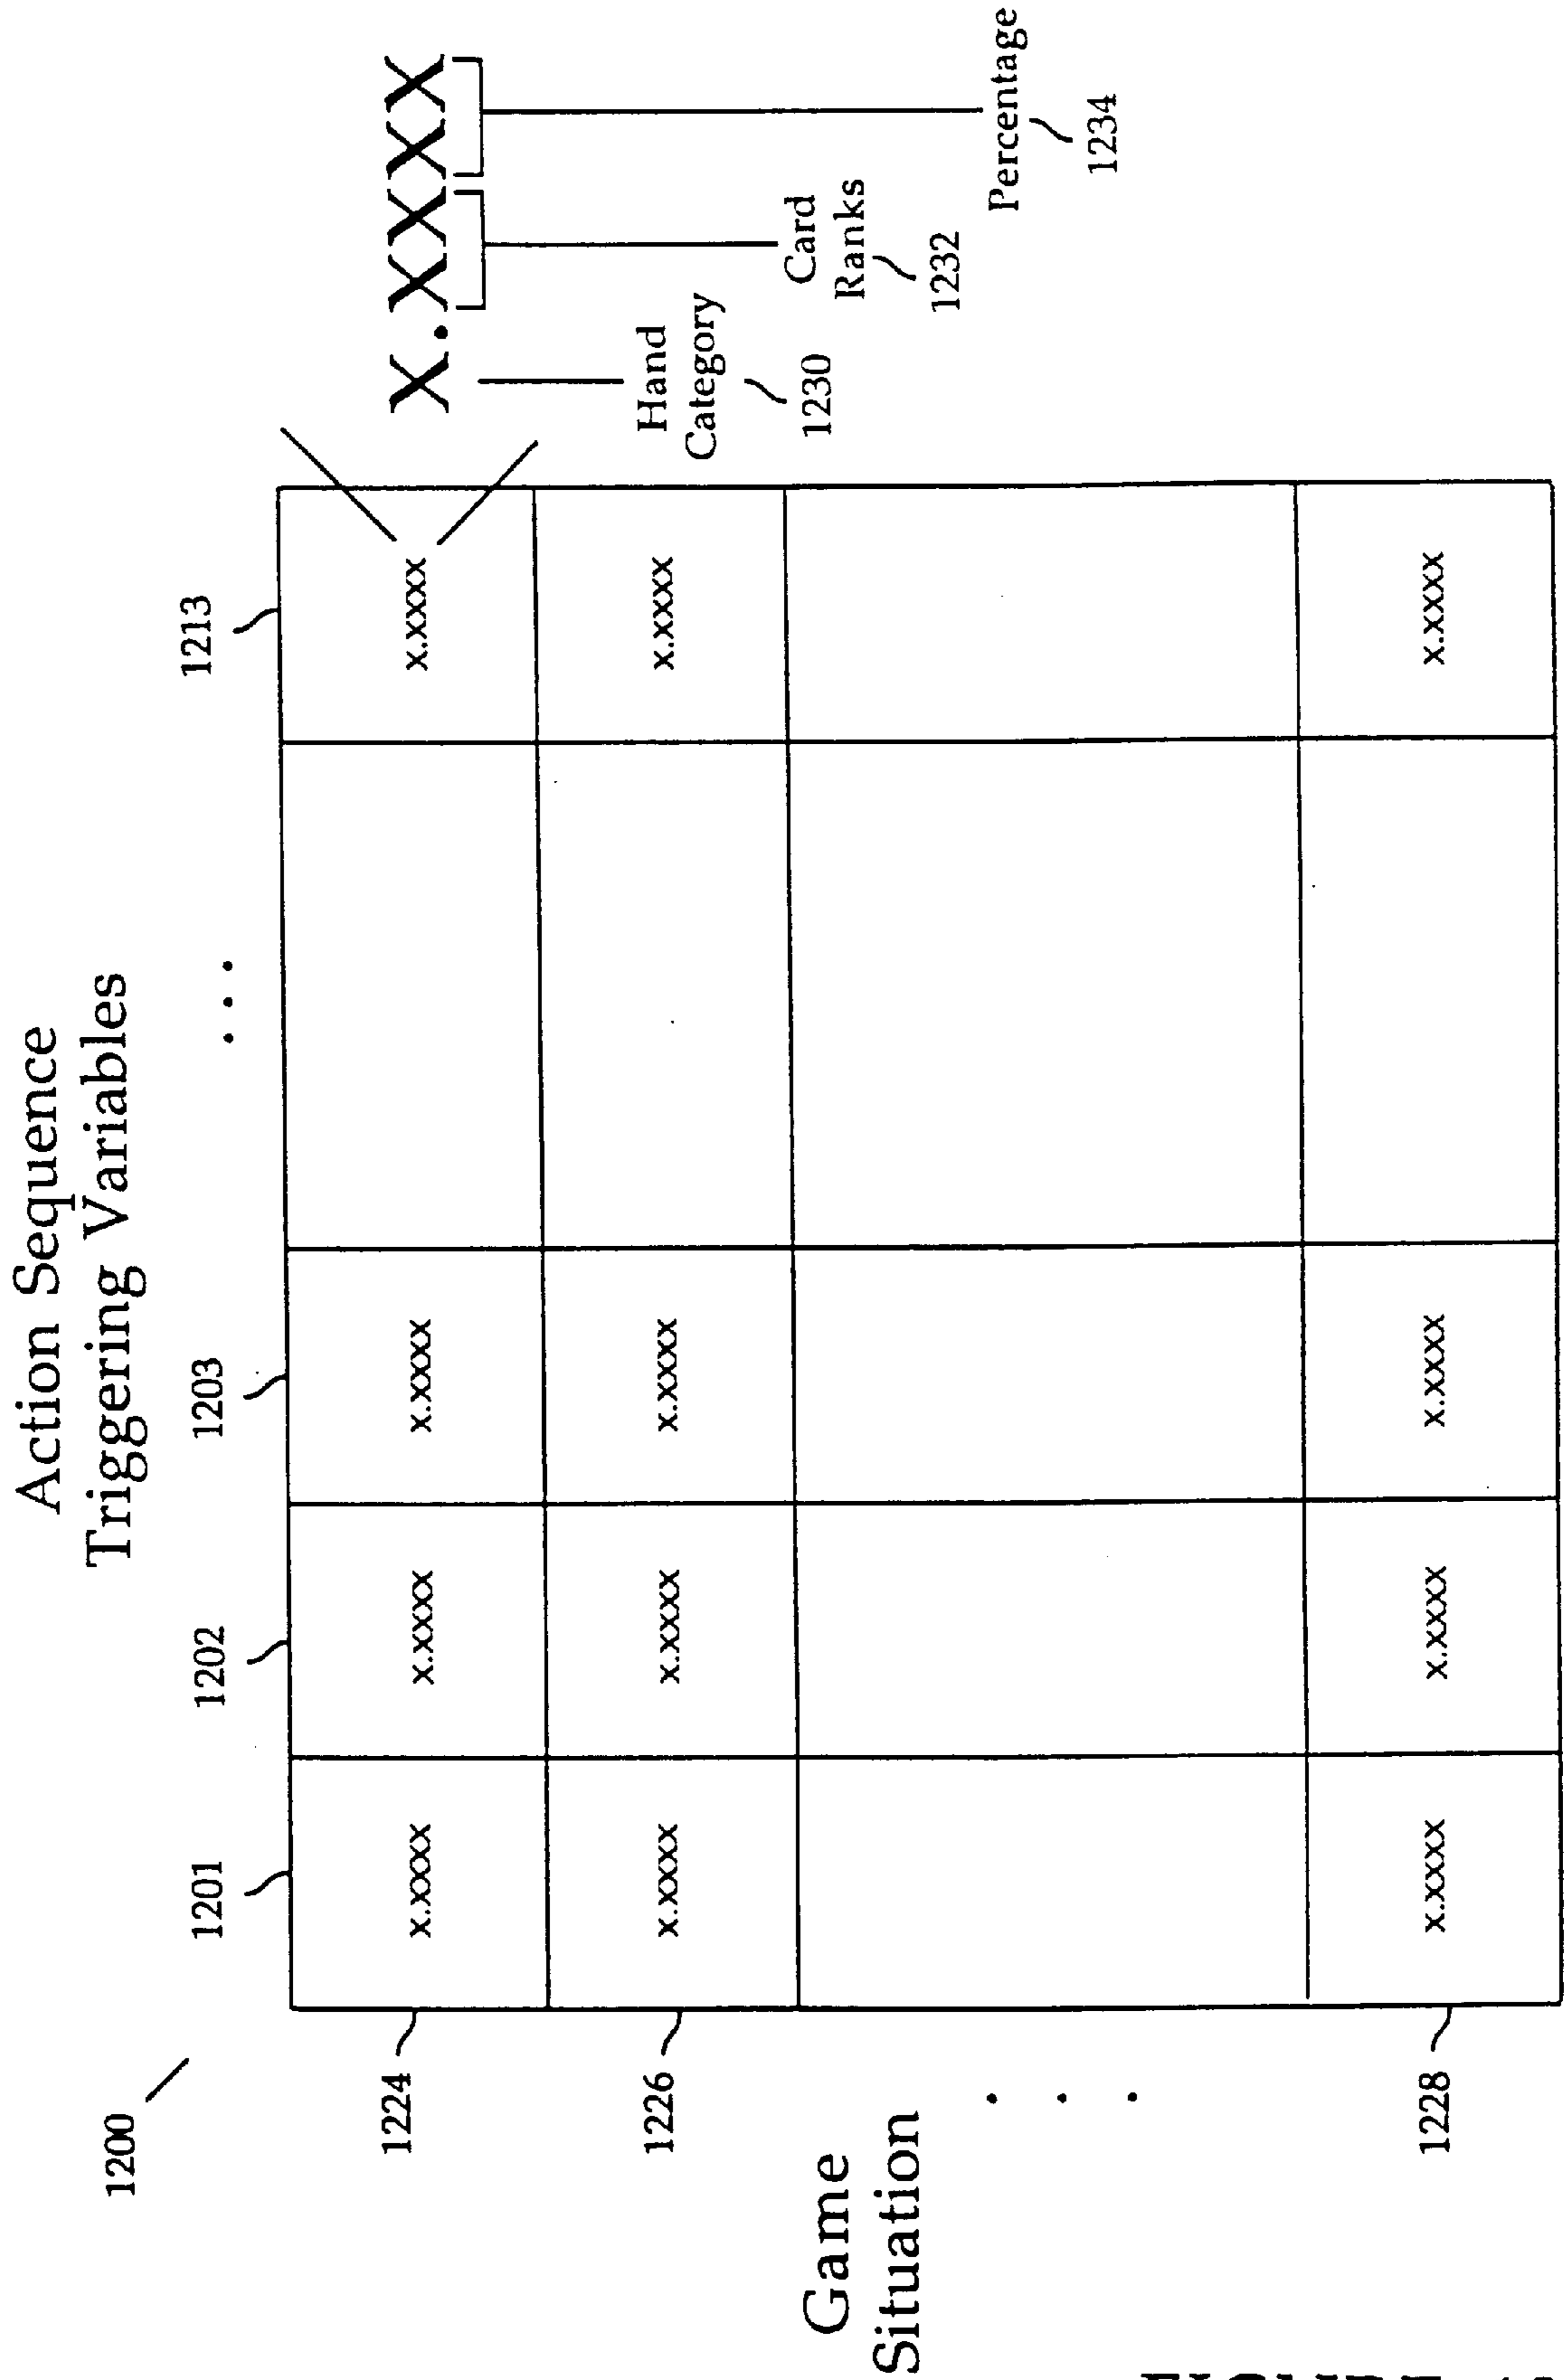 Action Sequence
Triggering Variables
1200
1201
1202
1203
. . .
1213
1224
x.xxxx
x.xxxx
x.xxxx
x.xxxx
X.XXXX
Hand
Category
1230
Card
Ranks
1232
Percentage
1234
1226
x.xxxx
x.xxxx
x.xxxx
x.xxxx
Game
Situation
. . .
1228
x.xxxx
x.xxxx
x.xxxx
x.xxxx